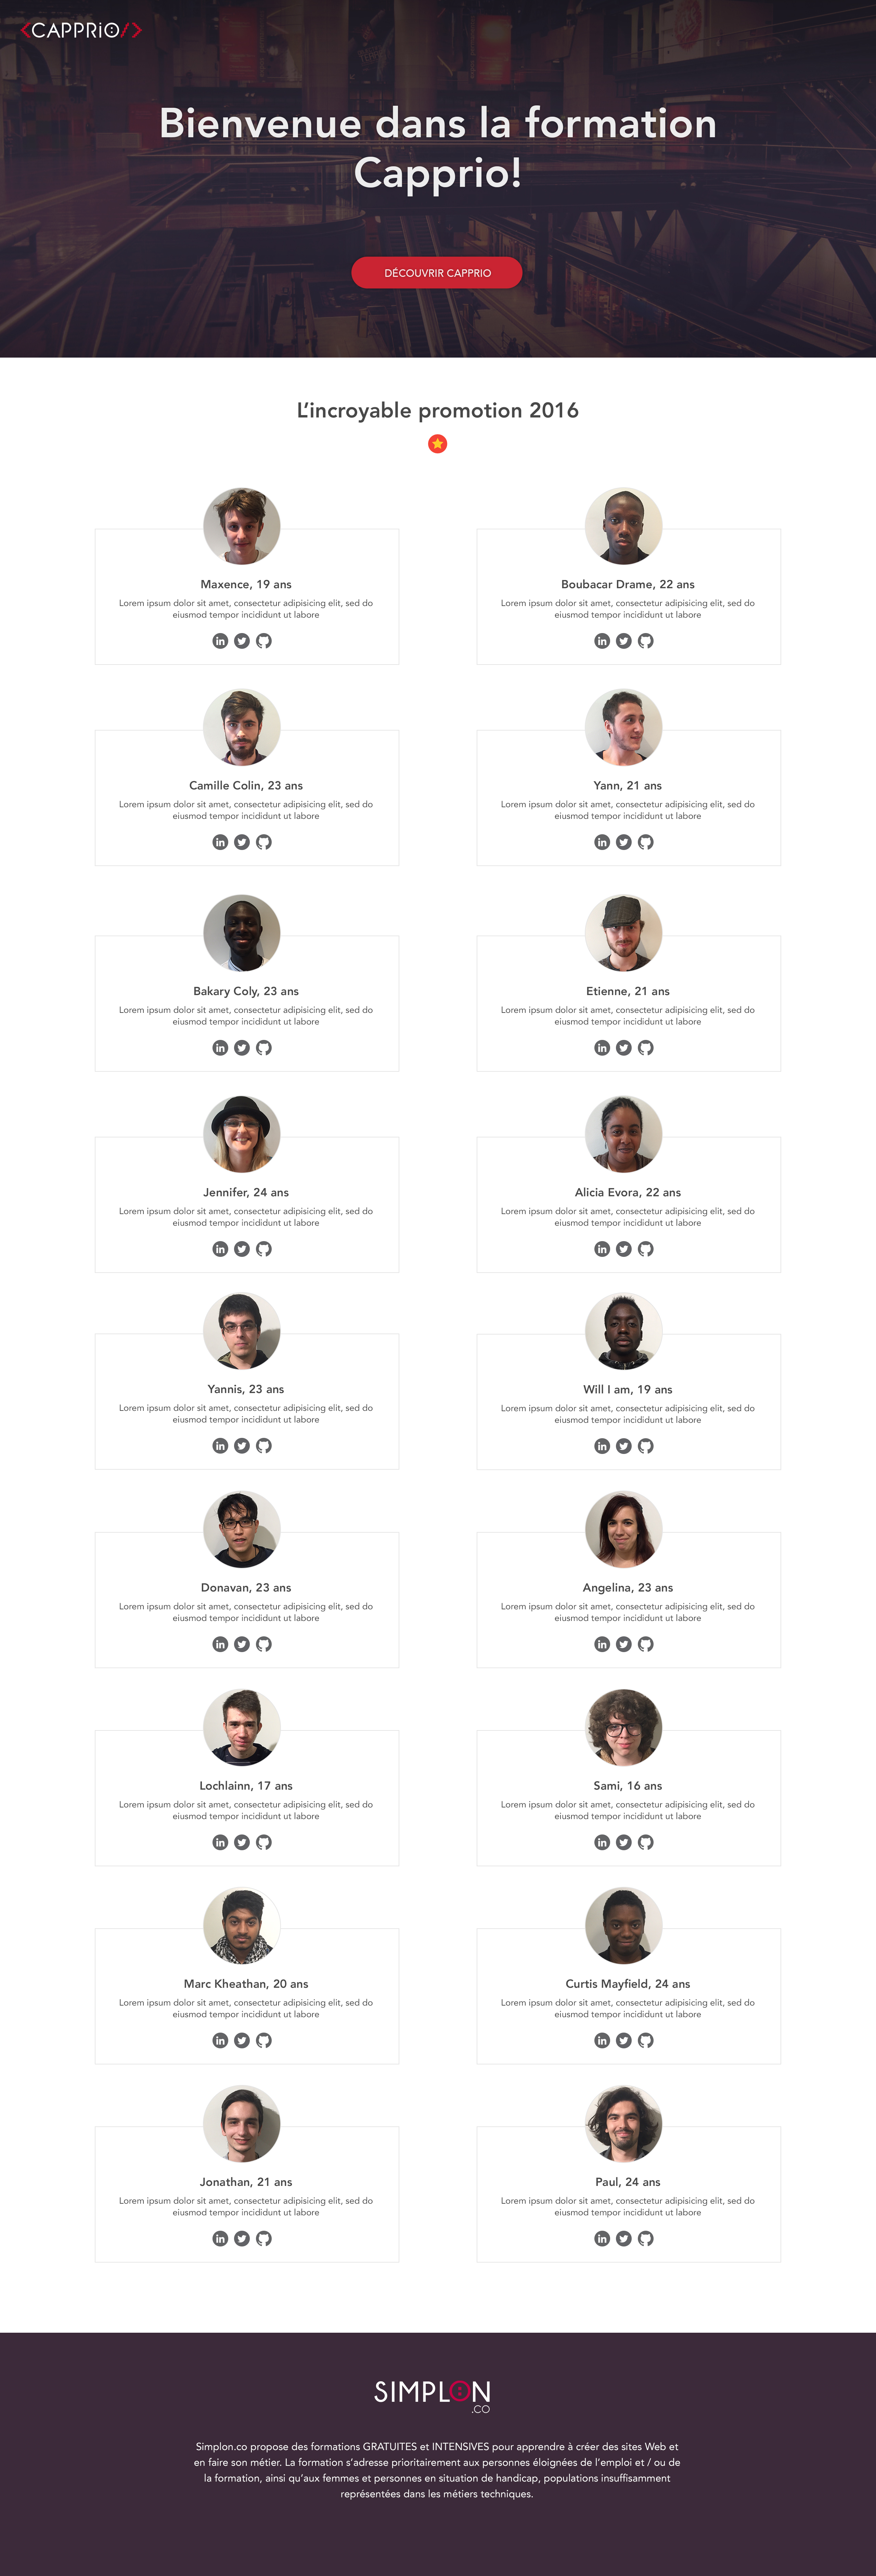 <CAPPRIO/>
Bienvenue dans la formation
Capprio!
DÉCOUVRIR CAPPRIO
L’incroyable promotion 2016
Maxence, 19 ans
Lorem ipsum dolor sit amet, consectetur adipisicing elit, sed do
eiusmod tempor incididunt ut labore
in
Boubacar Drame, 22 ans
Lorem ipsum dolor sit amet, consectetur adipisicing elit, sed do
eiusmod tempor incididunt ut labore
in
Camille Colin, 23 ans
Lorem ipsum dolor sit amet, consectetur adipisicing elit, sed do
eiusmod tempor incididunt ut labore
in
Yann, 21 ans
Lorem ipsum dolor sit amet, consectetur adipisicing elit, sed do
eiusmod tempor incididunt ut labore
in
Bakary Coly, 23 ans
Lorem ipsum dolor sit amet, consectetur adipisicing elit, sed do
eiusmod tempor incididunt ut labore
in
Etienne, 21 ans
Lorem ipsum dolor sit amet, consectetur adipisicing elit, sed do
eiusmod tempor incididunt ut labore
in
Jennifer, 24 ans
Lorem ipsum dolor sit amet, consectetur adipisicing elit, sed do
eiusmod tempor incididunt ut labore
in
Alicia Evora, 22 ans
Lorem ipsum dolor sit amet, consectetur adipisicing elit, sed do
eiusmod tempor incididunt ut labore
in
Yannis, 23 ans
Lorem ipsum dolor sit amet, consectetur adipisicing elit, sed do
eiusmod tempor incididunt ut labore
in
Will I am, 19 ans
Lorem ipsum dolor sit amet, consectetur adipisicing elit, sed do
eiusmod tempor incididunt ut labore
in
Donavan, 23 ans
Lorem ipsum dolor sit amet, consectetur adipisicing elit, sed do
eiusmod tempor incididunt ut labore
in
Angelina, 23 ans
Lorem ipsum dolor sit amet, consectetur adipisicing elit, sed do
eiusmod tempor incididunt ut labore
in
Lochlainn, 17 ans
Lorem ipsum dolor sit amet, consectetur adipisicing elit, sed do
eiusmod tempor incididunt ut labore
in
Sami, 16 ans
Lorem ipsum dolor sit amet, consectetur adipisicing elit, sed do
eiusmod tempor incididunt ut labore
in
Marc Kheathan, 20 ans
Lorem ipsum dolor sit amet, consectetur adipisicing elit, sed do
eiusmod tempor incididunt ut labore
in
Curtis Mayfield, 24 ans
Lorem ipsum dolor sit amet, consectetur adipisicing elit, sed do
eiusmod tempor incididunt ut labore
in
Jonathan, 21 ans
Lorem ipsum dolor sit amet, consectetur adipisicing elit, sed do
eiusmod tempor incididunt ut labore
in
Paul, 24 ans
Lorem ipsum dolor sit amet, consectetur adipisicing elit, sed do
eiusmod tempor incididunt ut labore
in
SIMPLON
.CO
Simplon.co propose des formations GRATUITES et INTENSIVES pour apprendre à créer des sites Web et
en faire son métier. La formation s’adresse prioritairement aux personnes éloignées de l’emploi et / ou de
la formation, ainsi qu’aux femmes et personnes en situation de handicap, populations insuffisamment
représentées dans les métiers techniques.